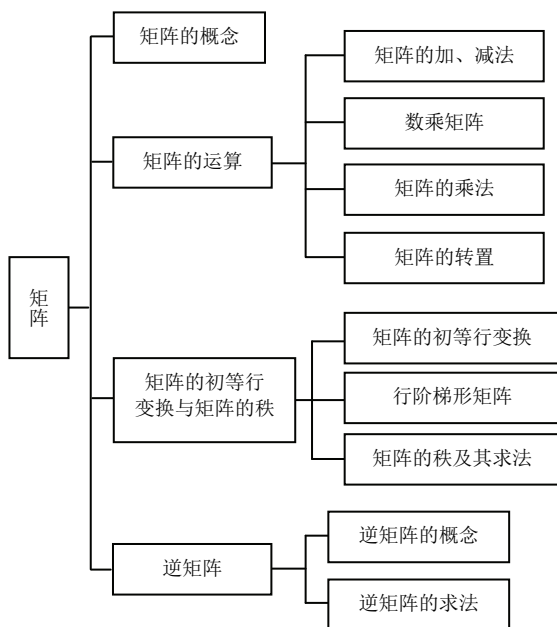 矩阵
矩阵的概念
矩阵的运算
矩阵的加、减法
数乘矩阵
矩阵的乘法
矩阵的转置
矩阵的初等行
变换与矩阵的秩
矩阵的初等行变换
行阶梯形矩阵
矩阵的秩及其求法
逆矩阵
逆矩阵的概念
逆矩阵的求法